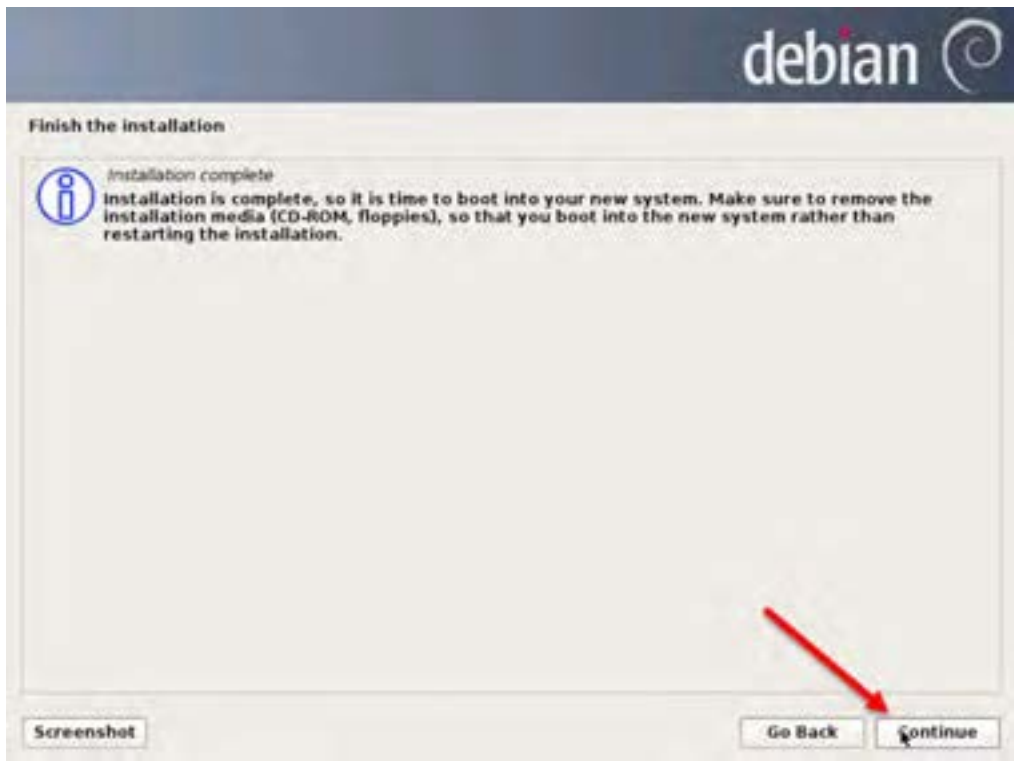 debian
Finish the installation
Installation complete
Installation is complete, so it is time to boot into your new system. Make sure to remove the
installation media (CD-ROM, floppies), so that you boot into the new system rather than
restarting the installation.
Screenshot
Go Back
Continue